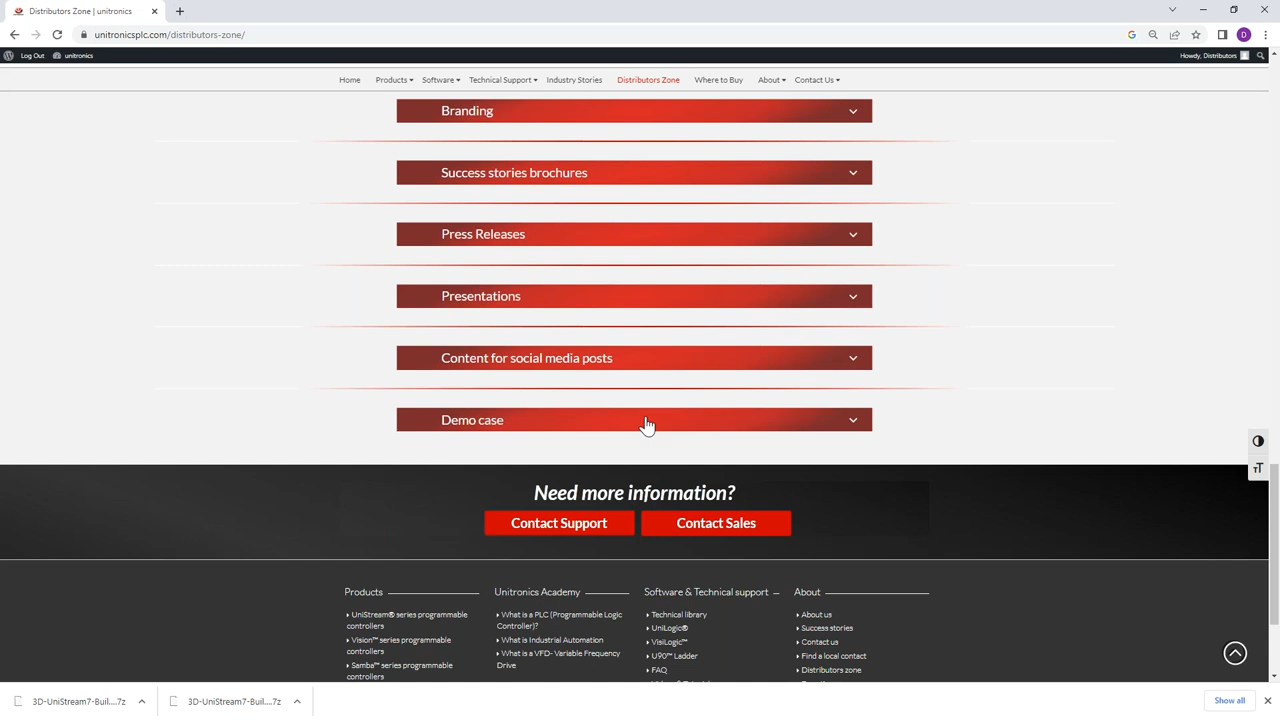 Distributors Zone | unitronics
unitronicsplc.com/distributors-zone/
Log Out unitronics Howdy, Distributors
Home Products Software Technical Support Industry Stories Distributors Zone Where to Buy About Contact Us
Branding
Success stories brochures
Press Releases
Presentations
Content for social media posts
Demo case
Need more information?
Contact Support Contact Sales
Products
UniStream® series programmable
controllers
Vision™ series programmable
controllers
Samba™ series programmable
controllers
Unitronics Academy
What is a PLC (Programmable Logic
Controller)?
What is Industrial Automation
What is a VFD- Variable Frequency
Drive
Software & Technical support
Technical library
UniLogic®
VisiLogic™
U90™ Ladder
FAQ
About
About us
Success stories
Contact us
Find a local contact
Distributors zone
3D-UniStream7-Buil....7z
3D-UniStream7-Buil....7z
Show all